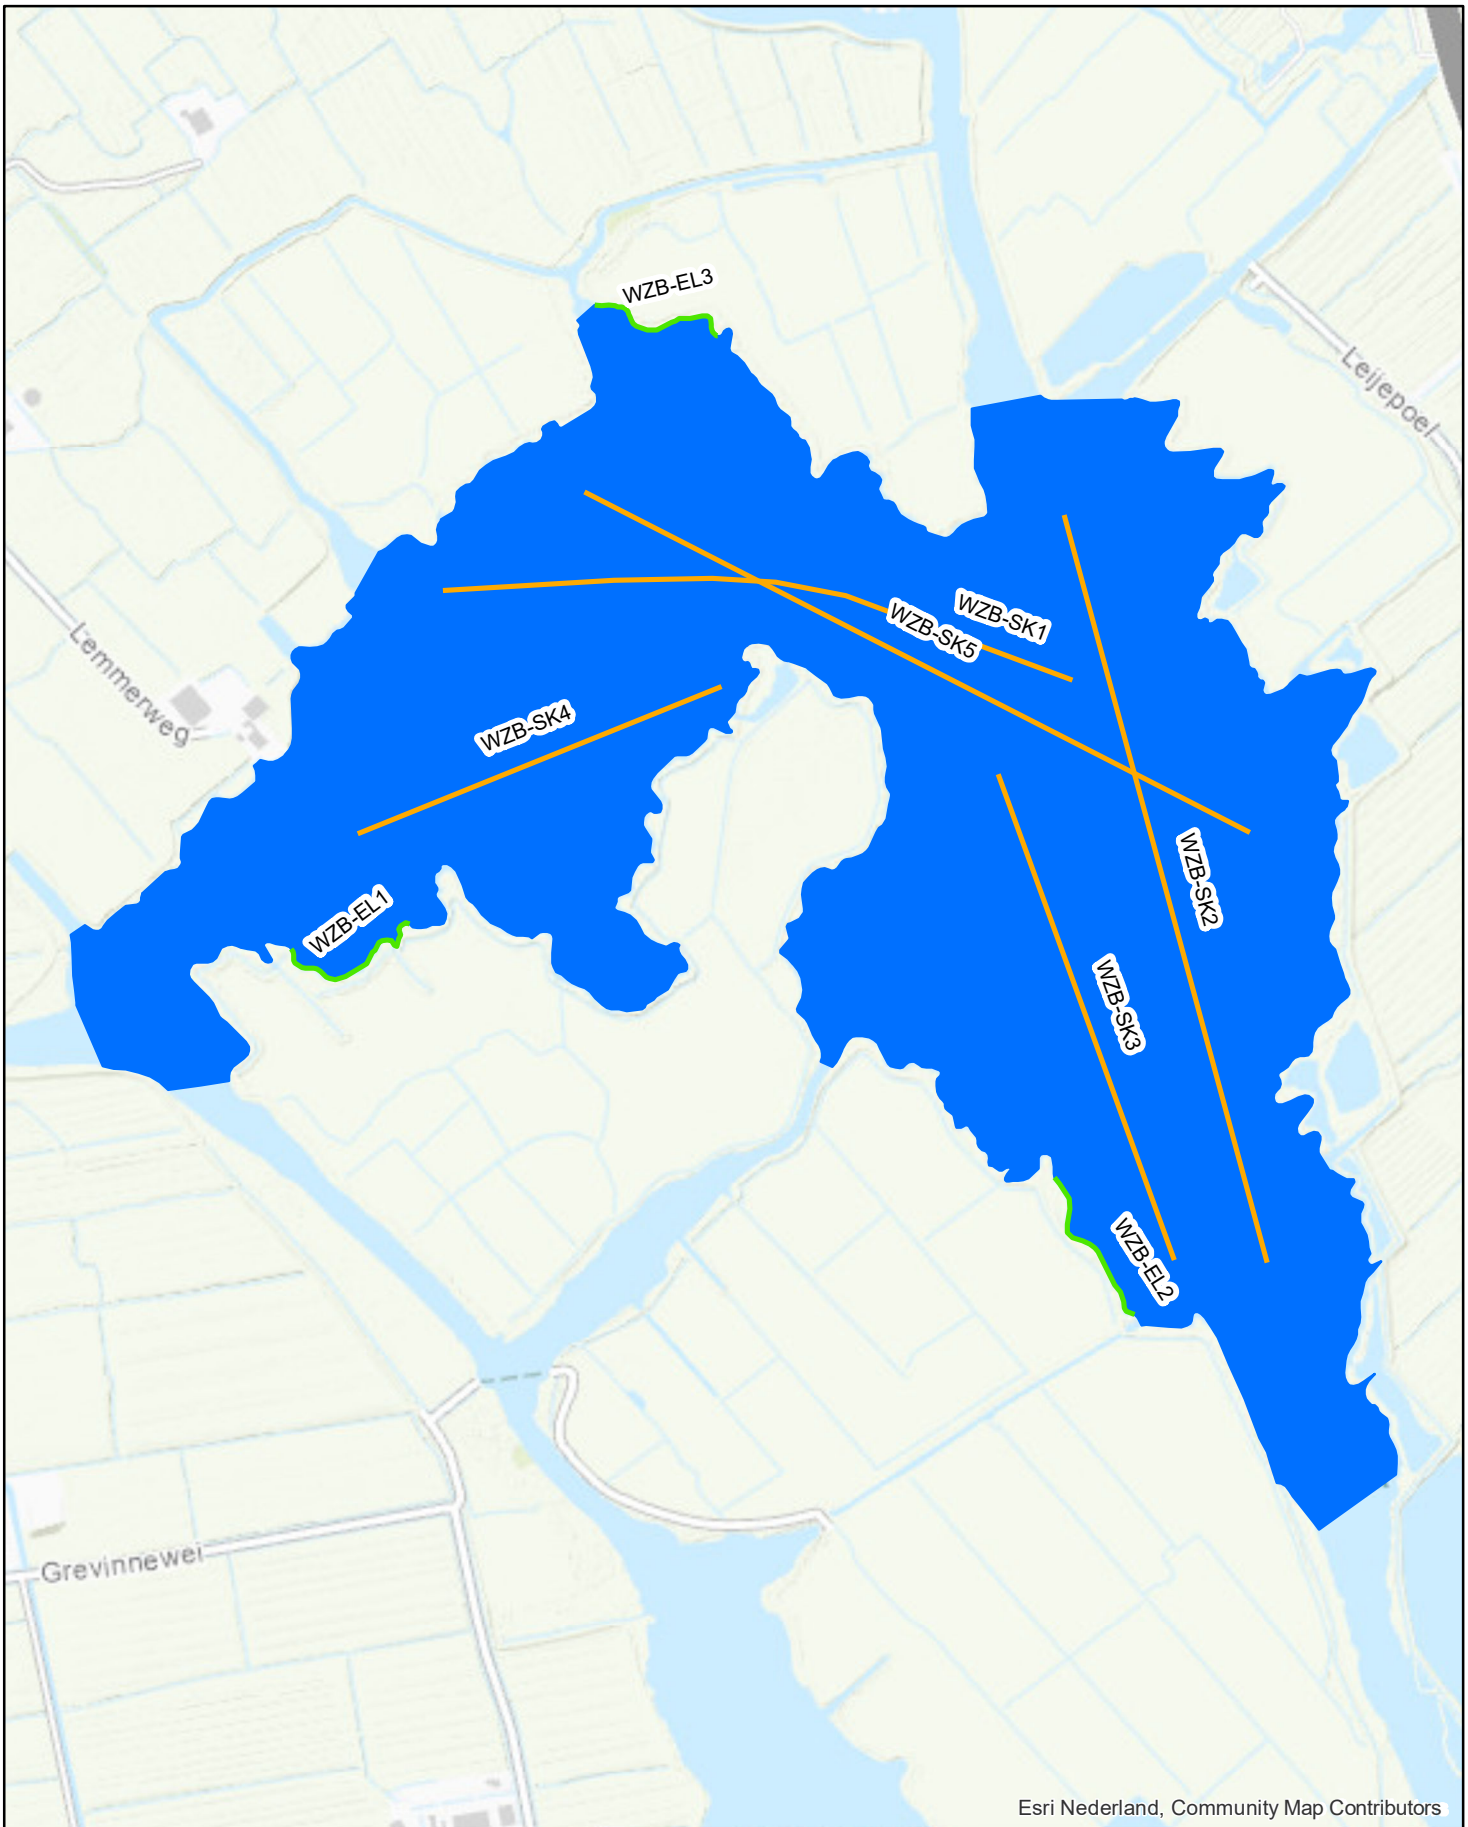 WZB-EL3
Leijepoel
WZB-SK1
WZB-SK5
Lemmerweg
WZB-SK4
WZB-SK2
WZB-EL1
WZB-SK3
WZB-EL2
Grevinnewei
Esri Nederland, Community Map Contributors